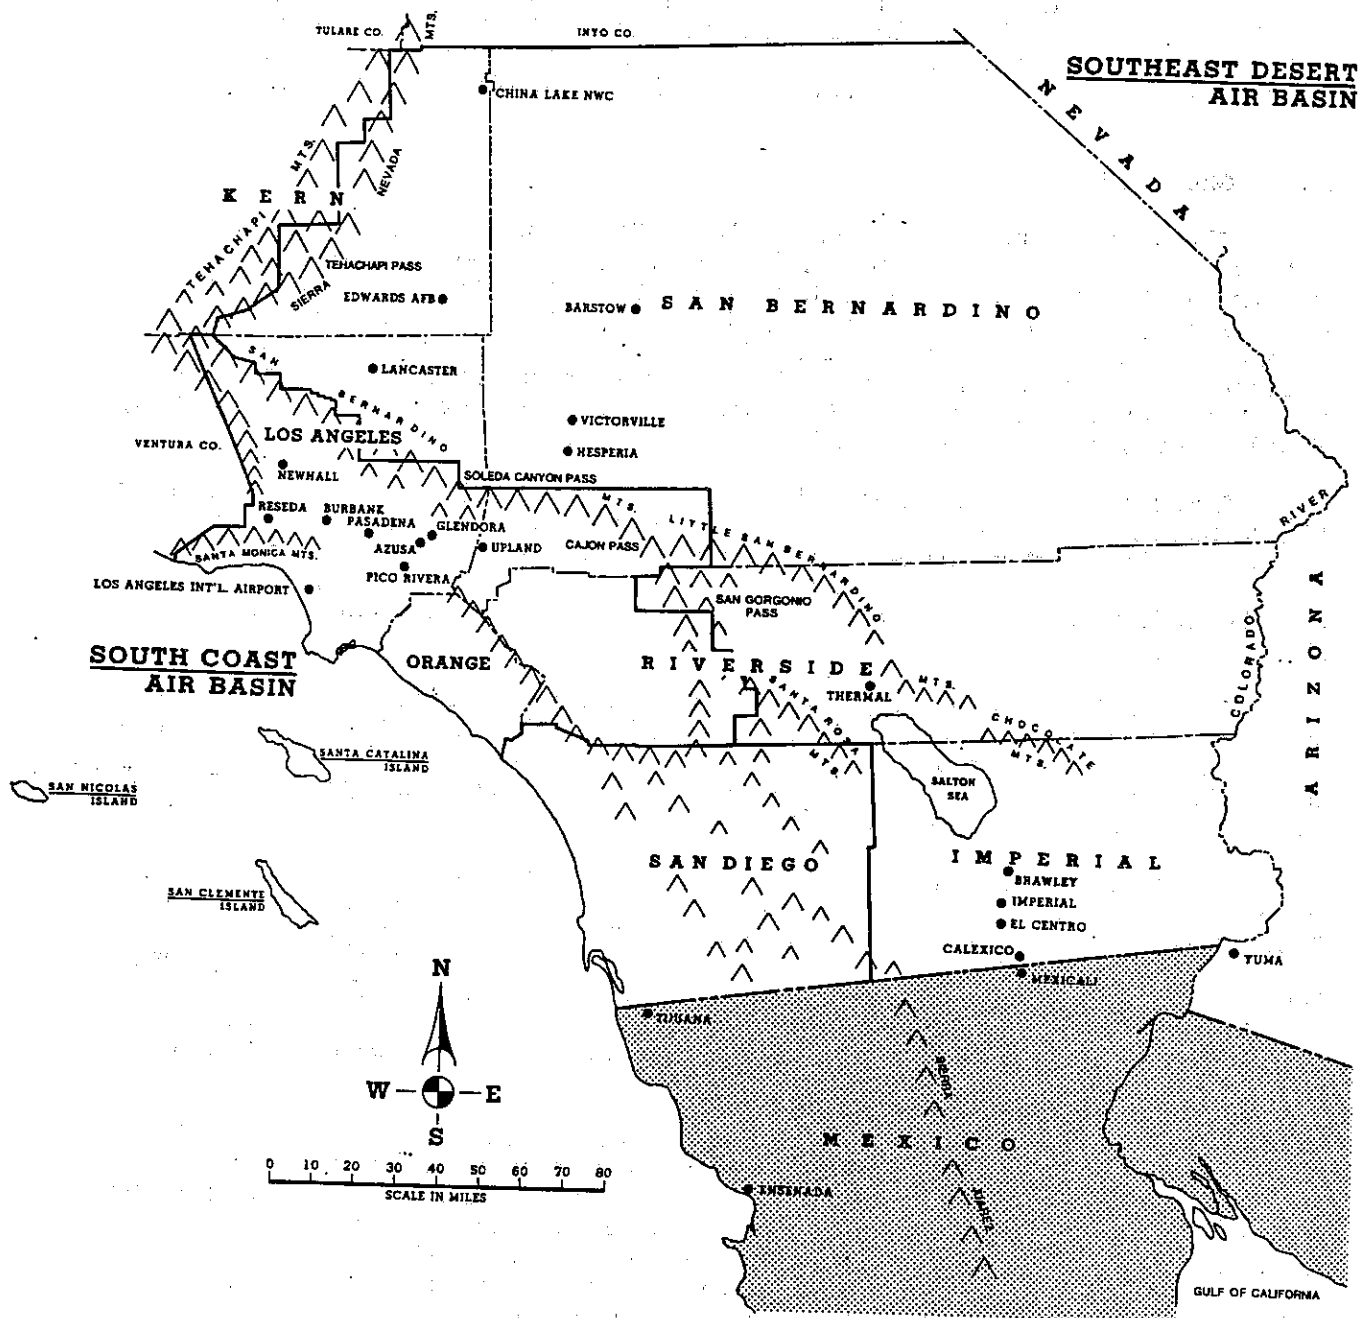 TULARE CO.
MTS.
INYO CO.
SOUTHEAST DESERT
AIR BASIN
CHINA LAKE NWC
NEVADA
MTS.
NEVADA
KERN
TEHACHAPI
TEHACHAPI PASS
SIERRA
EDWARDS AFB
BARSTOW
SAN BERNARDINO
SAN
BERNARDINO
LANCASTER
VICTORVILLE
LOS ANGELES
VENTURA CO.
HESPERIA
NEWHALL
SOLEDA CANYON PASS
MTS.
RIVER
RESEDA
BURBANK
PASADENA
GLENDORA
LITTLE SAN BERNARDINO
AZUSA
UPLAND
CAJON PASS
SANTA MONICA MTS.
PICO RIVERA
LOS ANGELES INT'L. AIRPORT
SAN GORGONIO
PASS
COLORADO
ARIZONA
SOUTH COAST
AIR BASIN
ORANGE
RIVERSIDE
MTS.
THERMAL
SANTA ROSA
MTS.
CHOCOLATE
MTS.
SANTA CATALINA
ISLAND
SAN NICOLAS
ISLAND
SALTON
SEA
SAN DIEGO
IMPERIAL
BRAWLEY
SAN CLEMENTE
ISLAND
IMPERIAL
EL CENTRO
CALEXICO
YUMA
MEXICALI
N
TIJUANA
W
E
S
SIERRA
MEXICO
0 10 20 30 40 50 60 70 80
SCALE IN MILES
ENSENADA
JUAREZ
GULF OF CALIFORNIA